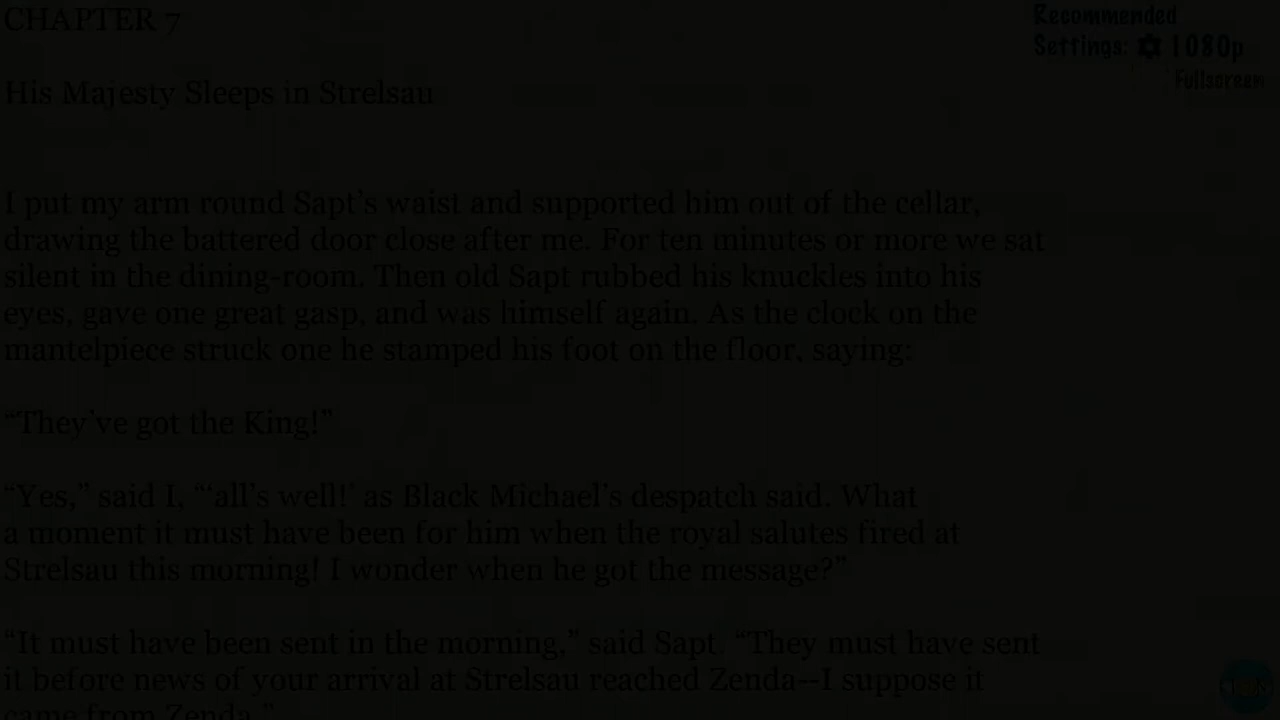 CHAPTER 7
Recommended
Settings: 1080p
Fullscreen
His Majesty Sleeps in Strelsau
I put my arm round Sapt’s waist and supported him out of the cellar,
drawing the battered door close after me. For ten minutes or more we sat
silent in the dining-room. Then old Sapt rubbed his knuckles into his
eyes, gave one great gasp, and was himself again. As the clock on the
mantelpiece struck one he stamped his foot on the floor, saying:
“They’ve got the King!”
“Yes,” said I, “‘all’s well!’ as Black Michael’s despatch said. What
a moment it must have been for him when the royal salutes fired at
Strelsau this morning! I wonder when he got the message?”
“It must have been sent in the morning,” said Sapt. “They must have sent
it before news of your arrival at Strelsau reached Zenda--I suppose it
came from Zenda.”